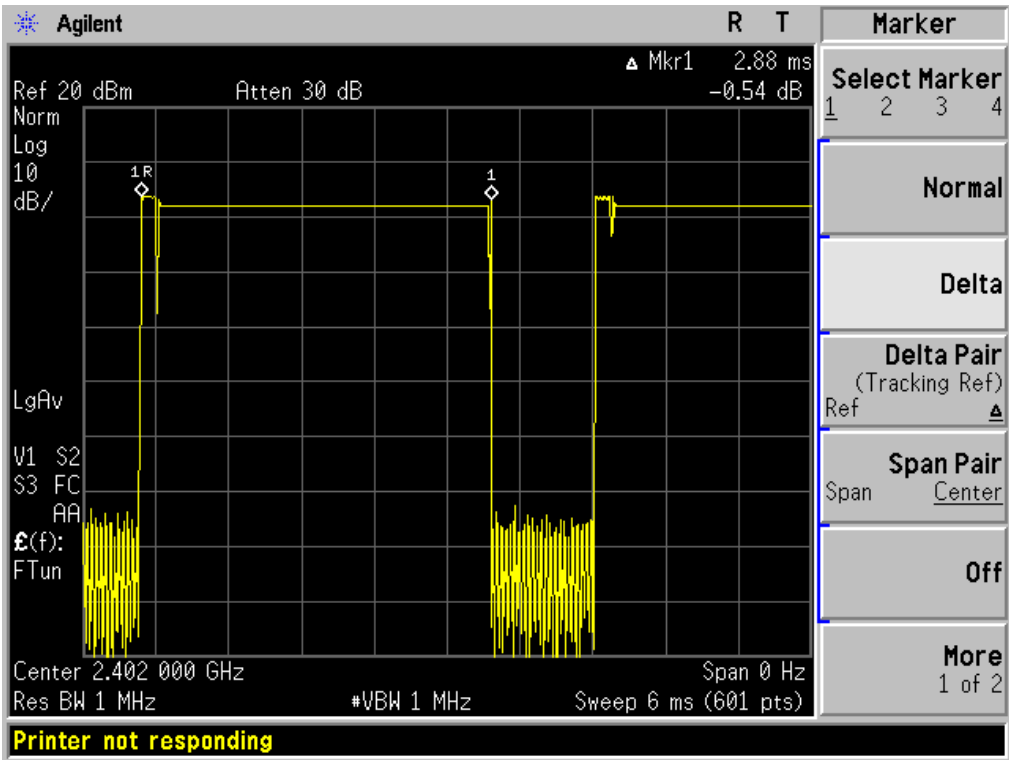 Agilent R T
Δ Mkr1 2.88 ms
Ref 20 dBm Atten 30 dB -0.54 dB
Norm
Log
10
dB/
1R
1
LgAv
V1 S2
S3 FC
AA
£(f):
FTun
Center 2.402 000 GHz Span 0 Hz
Res BW 1 MHz #VBW 1 MHz Sweep 6 ms (601 pts)
Printer not responding
Marker
Select Marker
1 2 3 4
Normal
Delta
Delta Pair
(Tracking Ref)
Ref Δ
Span Pair
Span Center
Off
More
1 of 2